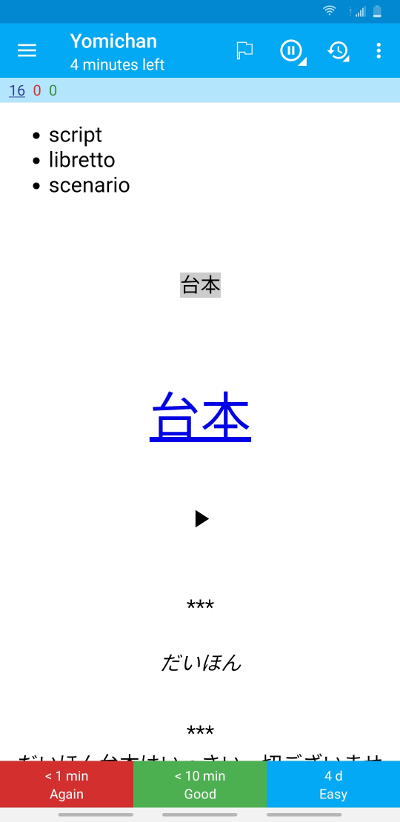 Yomichan
4 minutes left
16 0 0
script
libretto
scenario
台本
台本
***
だいほん
***
< 1 min
Again
< 10 min
Good
4 d
Easy